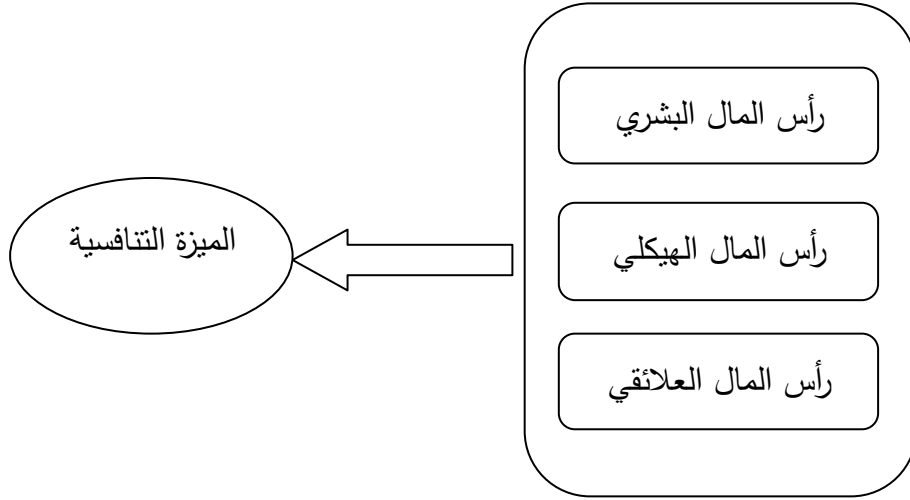 رأس المال البشري
رأس المال الهيكلي
رأس المال العلائقي
الميزة التنافسية